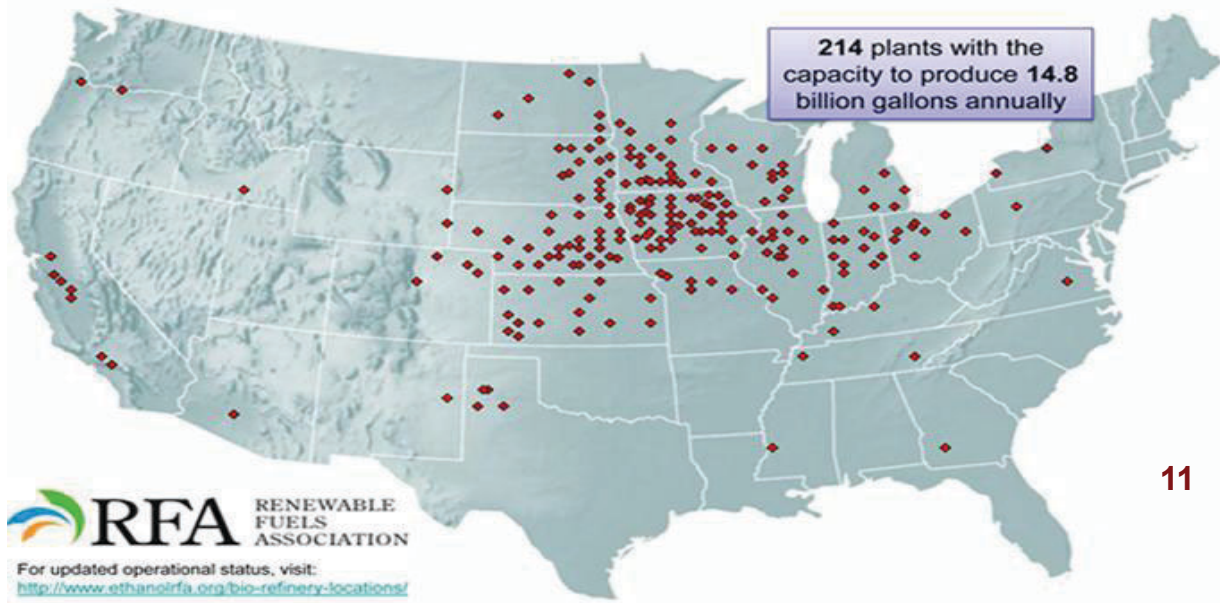 214 plants with the
capacity to produce 14.8
billion gallons annually
11
RFA
RENEWABLE
FUELS
ASSOCIATION
For updated operational status, visit:
http://www.ethanolrfa.org/bio-refinery-locations/